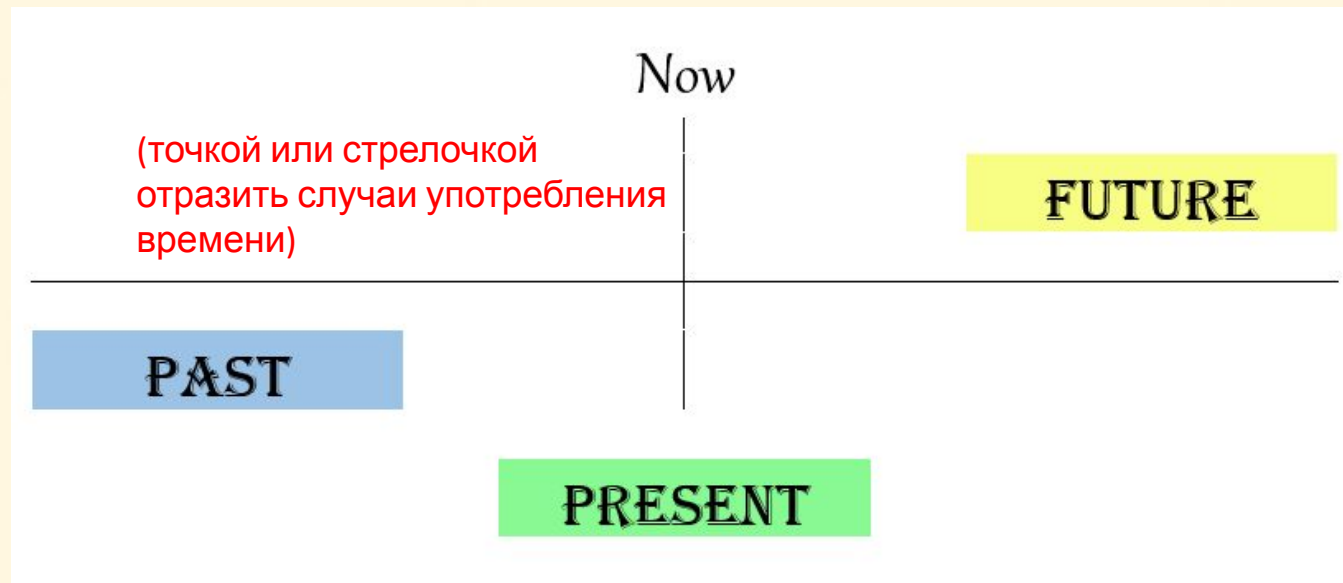 Now
(точкой или стрелочкой
отразить случаи употребления
времени)
FUTURE
PAST
PRESENT